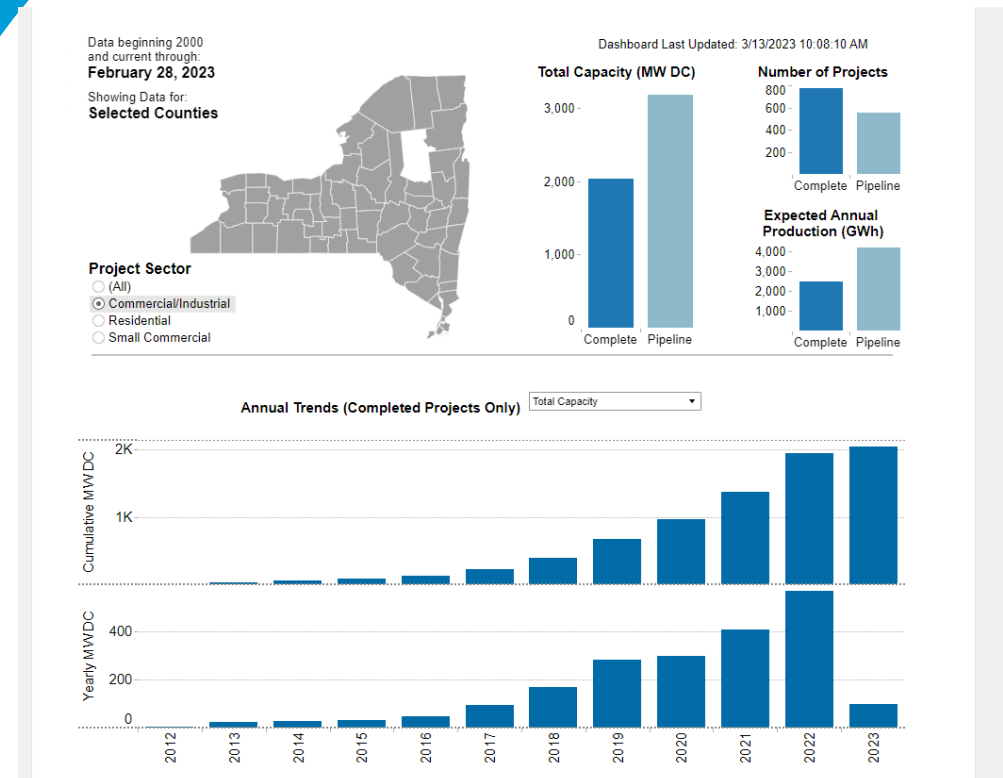 Data beginning 2000
and current through:
February 28, 2023
Showing Data for:
Selected Counties
Project Sector
(All)
Commercial/Industrial
Residential
Small Commercial
Dashboard Last Updated: 3/13/2023 10:08:10 AM
Total Capacity (MW DC)
3,000
2,000
1,000
0
Complete Pipeline
Number of Projects
800
600
400
200
Complete Pipeline
Expected Annual
Production (GWh)
4,000
3,000
2,000
1,000
Complete Pipeline
Annual Trends (Completed Projects Only)
Total Capacity
Cumulative MWDC
2K
1K
Yearly MWDC
400
200
0
2012 2013 2014 2015 2016 2017 2018 2019 2020 2021 2022 2023